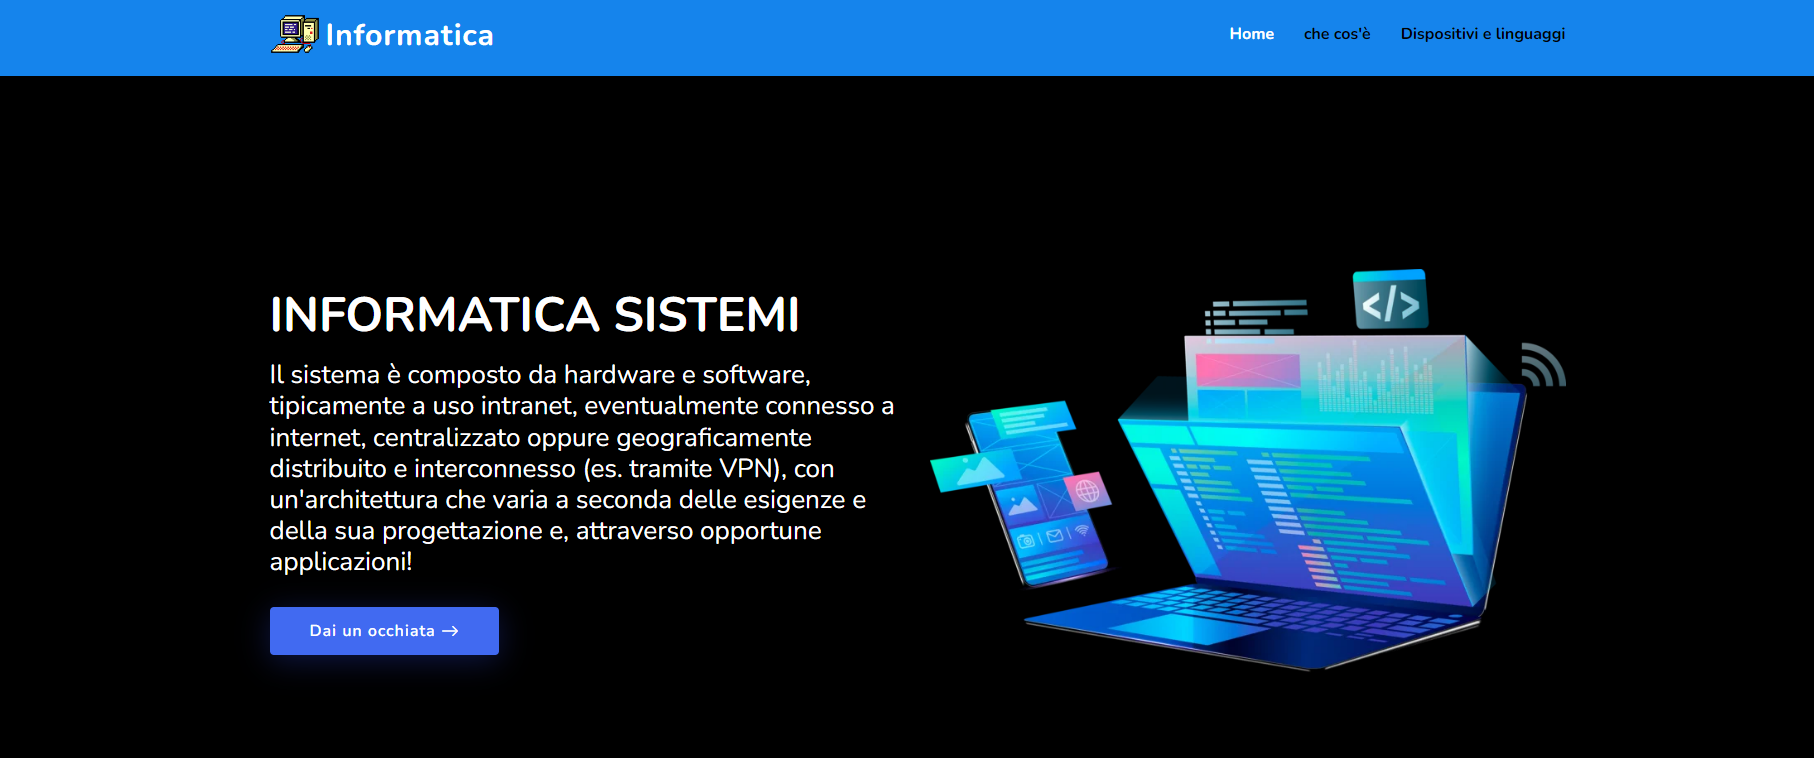 Informatica
Home
che cos'è
Dispositivi e linguaggi
INFORMATICA SISTEMI
Il sistema è composto da hardware e software,
tipicamente a uso intranet, eventualmente connesso a
internet, centralizzato oppure geograficamente
distribuito e interconnesso (es. tramite VPN), con
un'architettura che varia a seconda delle esigenze e
della sua progettazione e, attraverso opportune
applicazioni!
Dai un occhiata →
</>